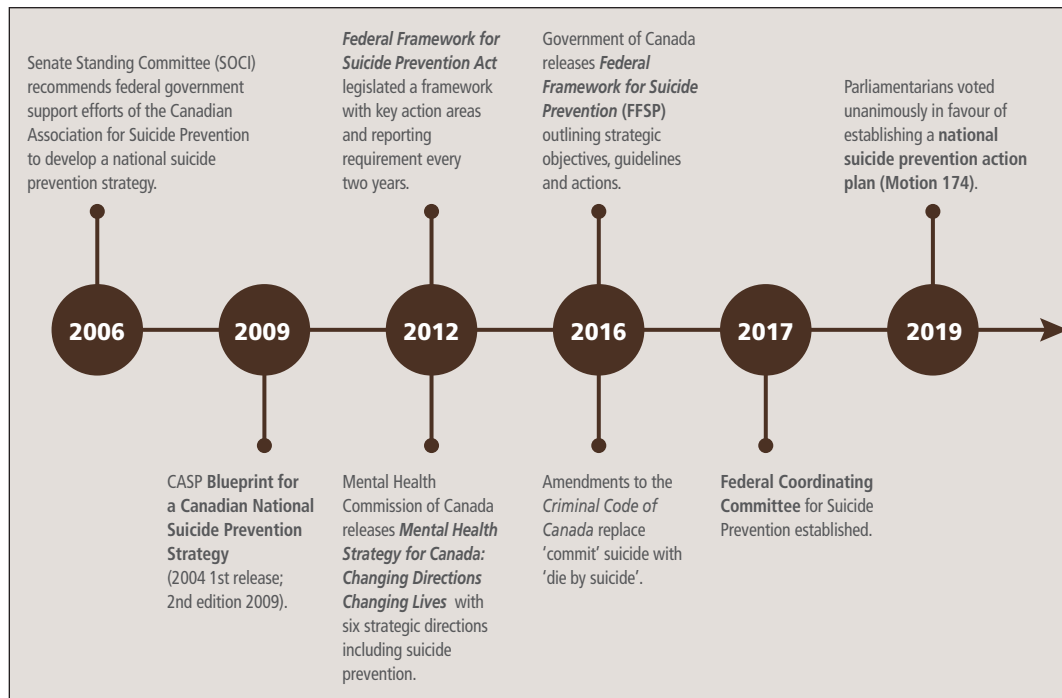 Senate Standing Committee (SOCI)
recommends federal government
support efforts of the Canadian
Association for Suicide Prevention
to develop a national suicide
prevention strategy.
Federal Framework for
Suicide Prevention Act
legislated a framework
with key action areas
and reporting
requirement every
two years.
Government of Canada
releases Federal
Framework for Suicide
Prevention (FFSP)
outlining strategic
objectives, guidelines
and actions.
Parliamentarians voted
unanimously in favour of
establishing a national
suicide prevention action
plan (Motion 174).
2006
2009
2012
2016
2017
2019
CASP Blueprint for
a Canadian National
Suicide Prevention
Strategy
(2004 1st release;
2nd edition 2009).
Mental Health
Commission of Canada
releases Mental Health
Strategy for Canada:
Changing Directions
Changing Lives with
six strategic directions
including suicide
prevention.
Amendments to the
Criminal Code of
Canada replace
‘commit’ suicide with
‘die by suicide’.
Federal Coordinating
Committee for Suicide
Prevention established.